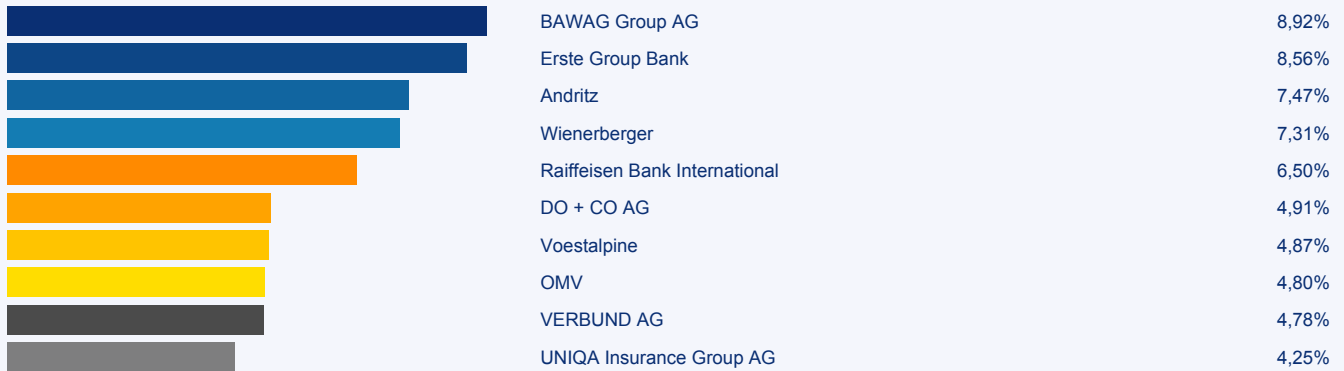 BAWAG Group AG 8,92%
Erste Group Bank 8,56%
Andritz 7,47%
Wienerberger 7,31%
Raiffeisen Bank International 6,50%
DO + CO AG 4,91%
Voestalpine 4,87%
OMV 4,80%
VERBUND AG 4,78%
UNIQA Insurance Group AG 4,25%